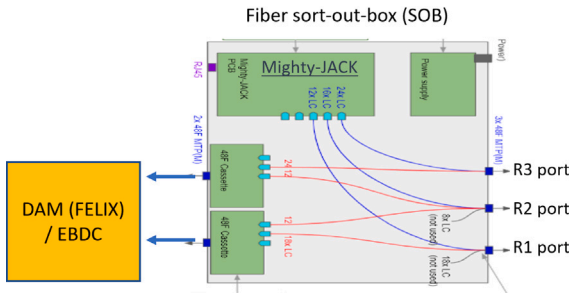 Fiber sort-out-box (SOB)
RJ45
Mighty-JACK
PCB
Mighty-JACK
12x LC
16x LC
24x LC
Power supply
Power)
2x 48F MTP(M)
3x 48F MTP(M)
48F Cassette
24 12
R3 port
DAM (FELIX)
/ EBDC
R2 port
8x LC
(not used)
48F Cassette
12
18x LC
R1 port
18x LC
(not used)